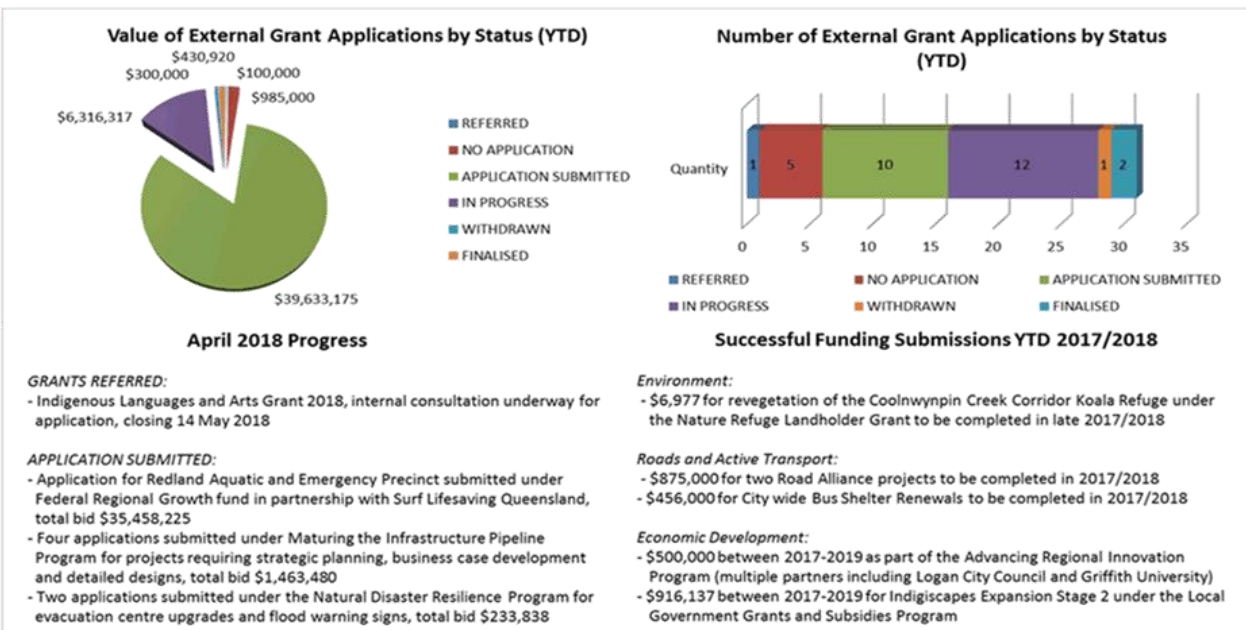 Value of External Grant Applications by Status (YTD)
$430,920
$300,000
$100,000
$985,000
$6,316,317
$39,633,175
REFERRED
NO APPLICATION
APPLICATION SUBMITTED
IN PROGRESS
WITHDRAWN
FINALISED
Number of External Grant Applications by Status
(YTD)
Quantity
1 5 10 12 1 2
0 5 10 15 20 25 30 35
REFERRED NO APPLICATION APPLICATION SUBMITTED
IN PROGRESS WITHDRAWN FINALISED
April 2018 Progress
GRANTS REFERRED:
- Indigenous Languages and Arts Grant 2018, internal consultation underway for
application, closing 14 May 2018
APPLICATION SUBMITTED:
- Application for Redland Aquatic and Emergency Precinct submitted under
Federal Regional Growth fund in partnership with Surf Lifesaving Queensland,
total bid $35,458,225
- Four applications submitted under Maturing the Infrastructure Pipeline
Program for projects requiring strategic planning, business case development
and detailed designs, total bid $1,463,480
- Two applications submitted under the Natural Disaster Resilience Program for
evacuation centre upgrades and flood warning signs, total bid $233,838
Successful Funding Submissions YTD 2017/2018
Environment:
- $6,977 for revegetation of the Coolnwynpin Creek Corridor Koala Refuge under
the Nature Refuge Landholder Grant to be completed in late 2017/2018
Roads and Active Transport:
- $875,000 for two Road Alliance projects to be completed in 2017/2018
- $456,000 for City wide Bus Shelter Renewals to be completed in 2017/2018
Economic Development:
- $500,000 between 2017-2019 as part of the Advancing Regional Innovation
Program (multiple partners including Logan City Council and Griffith University)
- $916,137 between 2017-2019 for Indigiscapes Expansion Stage 2 under the Local
Government Grants and Subsidies Program